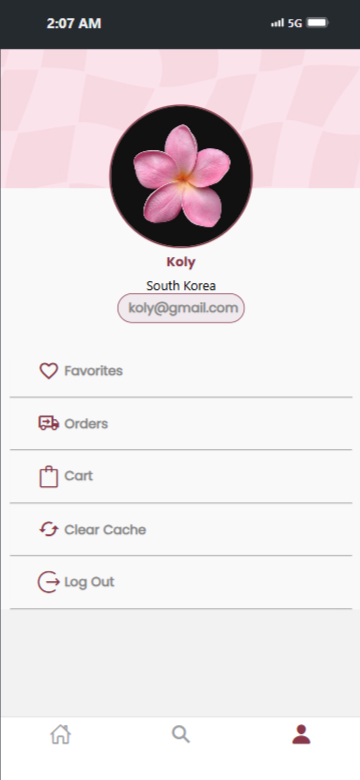 2:07 AM 5G
Koly
South Korea
koly@gmail.com
Favorites
Orders
Cart
Clear Cache
Log Out